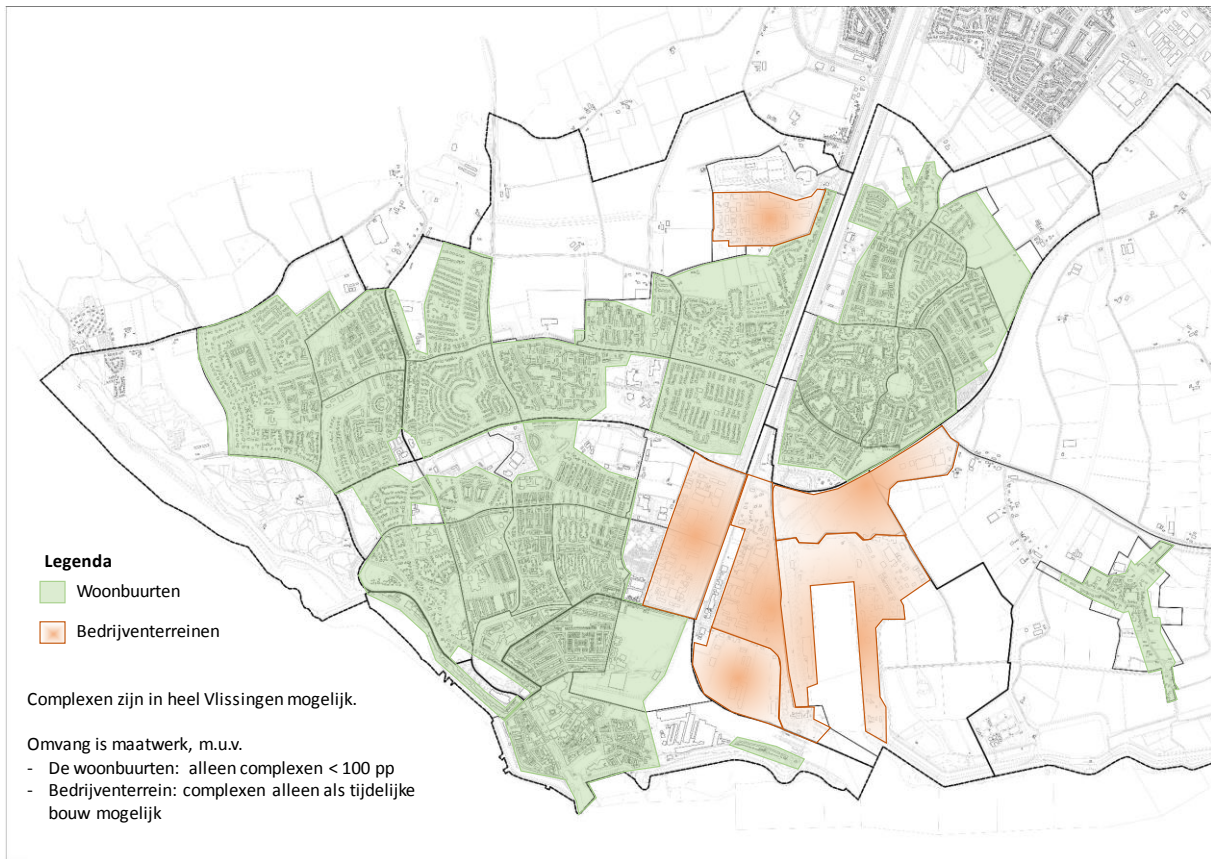 Legenda
Woonbuurten
Bedrijventerreinen
Complexen zijn in heel Vlissingen mogelijk.
Omvang is maatwerk, m.u.v.
- De woonbuurten: alleen complexen < 100 pp
- Bedrijventerrein: complexen alleen als tijdelijke
bouw mogelijk